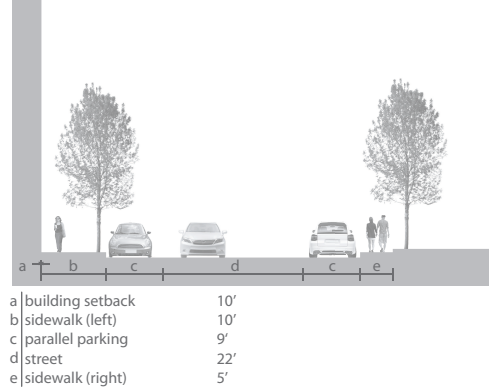 a b c d c e
a building setback 10’
b sidewalk (left) 10’
c parallel parking 9‘
d street 22’
e sidewalk (right) 5’